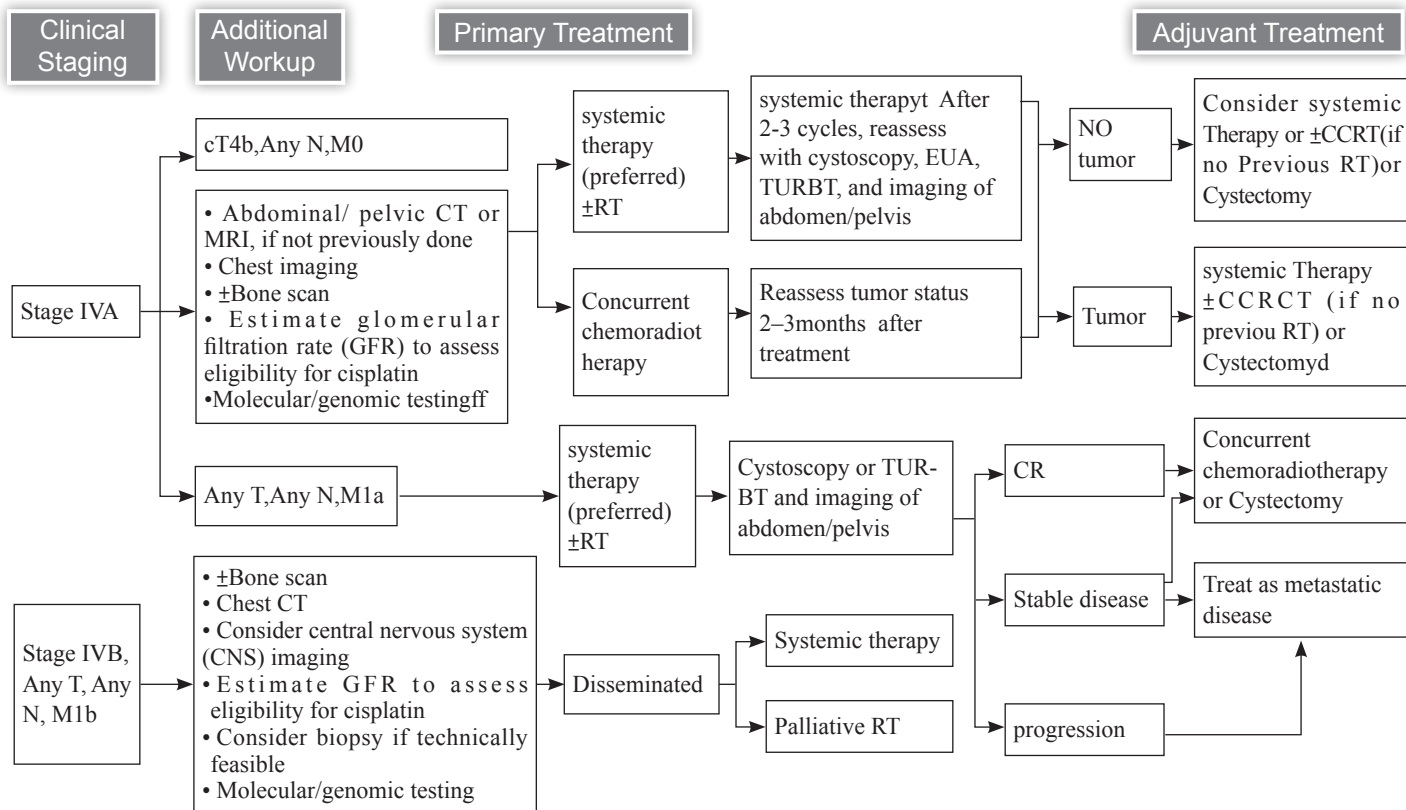 Clinical
Staging
Additional
Workup
Primary Treatment
Adjuvant Treatment
Stage IVA
cT4b,Any N,M0
• Abdominal/ pelvic CT or
MRI, if not previously done
• Chest imaging
• ±Bone scan
• Estimate glomerular
filtration rate (GFR) to assess
eligibility for cisplatin
•Molecular/genomic testingff
systemic
therapy
(preferred)
±RT
systemic therapyt After
2-3 cycles, reassess
with cystoscopy, EUA,
TURBT, and imaging of
abdomen/pelvis
NO
tumor
Consider systemic
Therapy or ±CCRT(if
no Previous RT)or
Cystectomy
Concurrent
chemoradiot
herapy
Reassess tumor status
2–3months after
treatment
Tumor
systemic Therapy
±CCRCT (if no
previou RT) or
Cystectomyd
Any T,Any N,M1a
systemic
therapy
(preferred)
±RT
Cystoscopy or TUR-
BT and imaging of
abdomen/pelvis
CR
Concurrent
chemoradiotherapy
or Cystectomy
Stable disease
Treat as metastatic
disease
progression
Stage IVB,
Any T, Any
N, M1b
• ±Bone scan
• Chest CT
• Consider central nervous system
(CNS) imaging
• Estimate GFR to assess
eligibility for cisplatin
• Consider biopsy if technically
feasible
• Molecular/genomic testing
Disseminated
Systemic therapy
Palliative RT